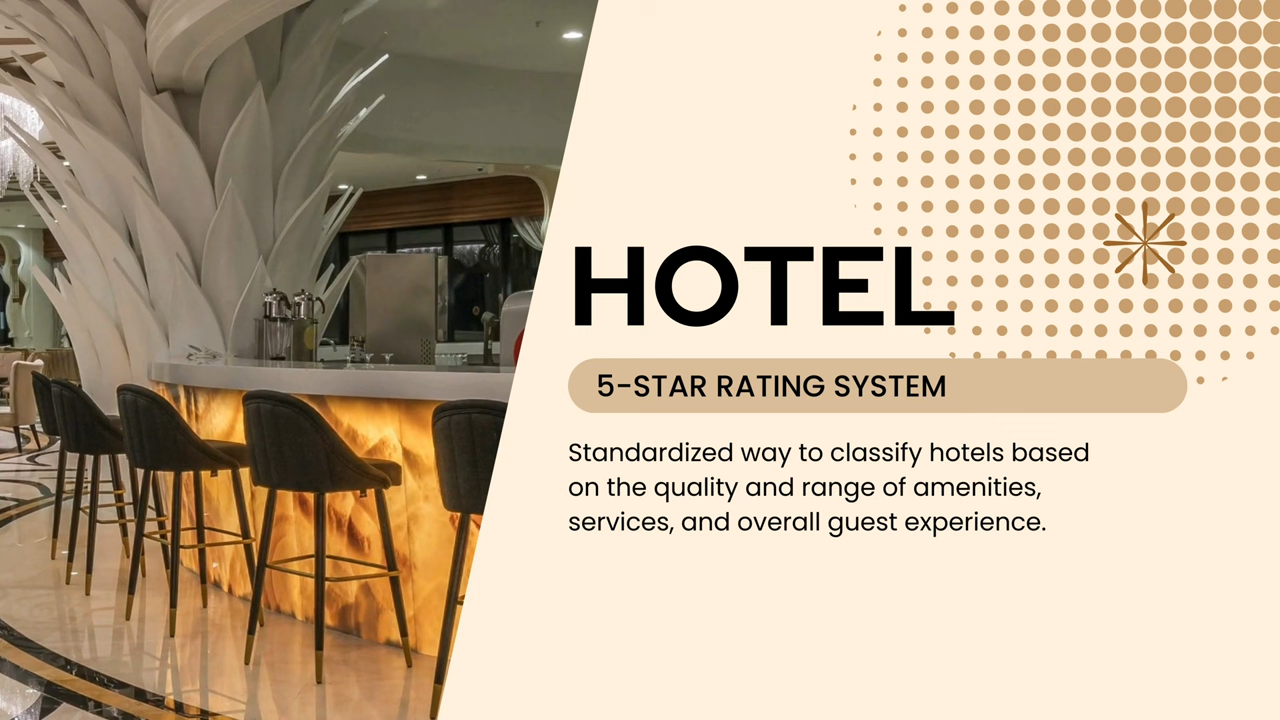 HOTEL
5-STAR RATING SYSTEM
Standardized way to classify hotels based
on the quality and range of amenities,
services, and overall guest experience.